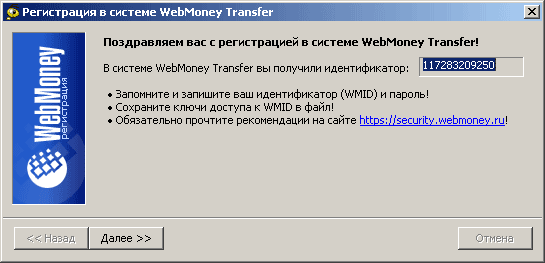 Регистрация в системе WebMoney Transfer
WebMoney
регистрация
Поздравляем вас с регистрацией в системе WebMoney Transfer!
В системе WebMoney Transfer вы получили идентификатор: 117283209250
• Запомните и запишите ваш идентификатор (WMID) и пароль!
• Сохраните ключи доступа к WMID в файл!
• Обязательно прочтите рекомендации на сайте https://security.webmoney.ru!
<< Назад Далее >> Отмена